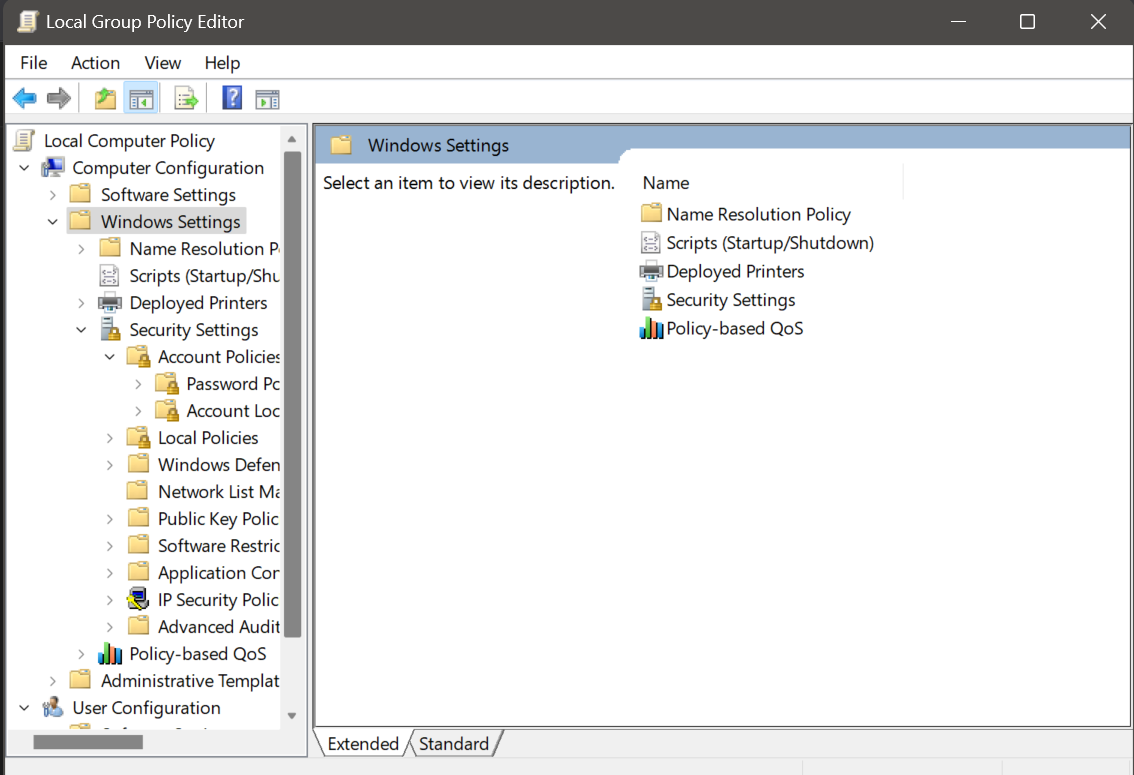 Local Group Policy Editor
File Action View Help
Local Computer Policy
Computer Configuration
Software Settings
Windows Settings
Name Resolution P
Scripts (Startup/Shu
Deployed Printers
Security Settings
Account Policies
Password Po
Account Loc
Local Policies
Windows Defen
Network List Ma
Public Key Polic
Software Restric
Application Con
IP Security Polic
Advanced Audit
Policy-based QoS
Administrative Templat
User Configuration
Windows Settings
Select an item to view its description.
Name
Name Resolution Policy
Scripts (Startup/Shutdown)
Deployed Printers
Security Settings
Policy-based QoS
Extended Standard